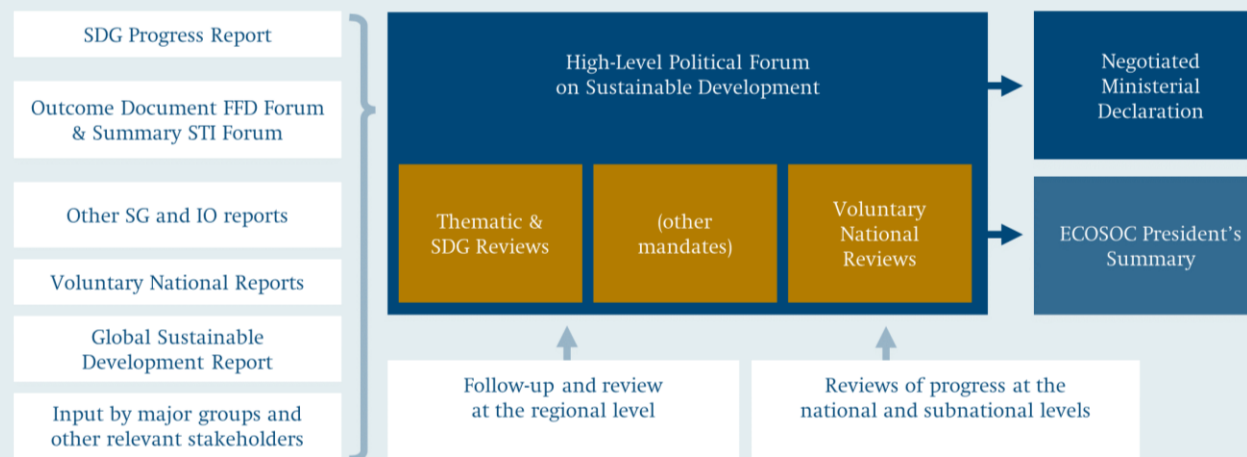 SDG Progress Report
Outcome Document FFD Forum
& Summary STI Forum
Other SG and IO reports
Voluntary National Reports
Global Sustainable
Development Report
Input by major groups and
other relevant stakeholders
High-Level Political Forum
on Sustainable Development
Thematic &
SDG Reviews
(other
mandates)
Voluntary
National
Reviews
Follow-up and review
at the regional level
Reviews of progress at the
national and subnational levels
Negotiated
Ministerial
Declaration
ECOSOC President's
Summary